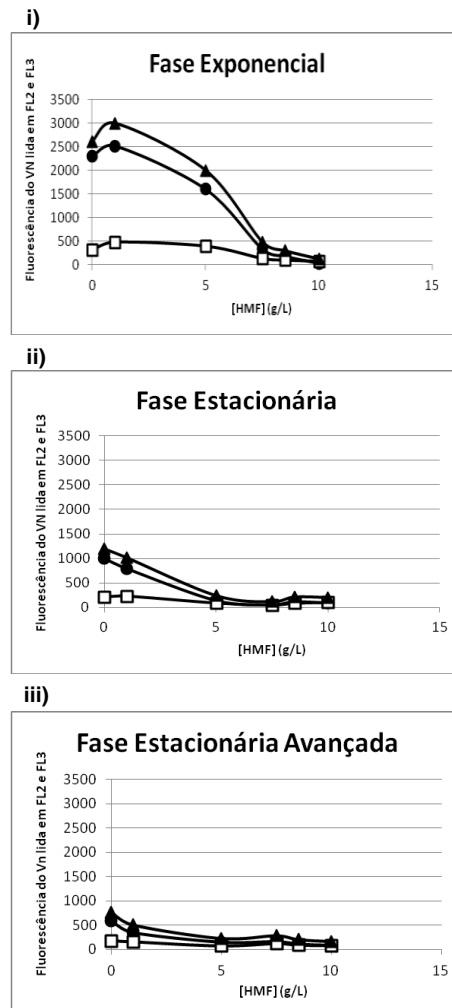 i)
Fase Exponencial
Fluorescência do VN lida em FL2 e FL3
3500
3000
2500
2000
1500
1000
500
0
0 5 10 15
[HMF] (g/L)
ii)
Fase Estacionária
Fluorescência do VN lida em FL2 e FL3
3500
3000
2500
2000
1500
1000
500
0
0 5 10 15
[HMF] (g/L)
iii)
Fase Estacionária Avançada
Fluorescência do Vn lida em FL2 e FL3
3500
3000
2500
2000
1500
1000
500
0
0 5 10 15
[HMF] (g/L)